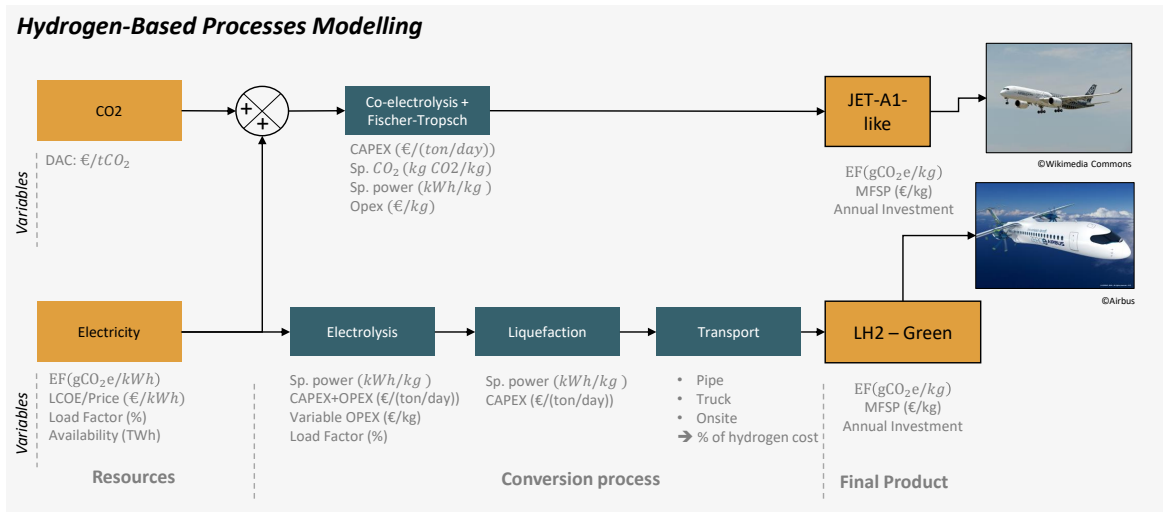 Hydrogen-Based Processes Modelling
CO2
+
+
Co-electrolysis +
Fischer-Tropsch
JET-A1-
like
©Wikimedia Commons
Variables
DAC: €/tCO₂
CAPEX (€/(ton/day))
Sp. CO₂ (kg CO2/kg)
Sp. power (kWh/kg )
Opex (€/kg)
EF(gCO₂e/kg)
MFSP (€/kg)
Annual Investment
AIRBUS
©Airbus
Electricity
Electrolysis
Liquefaction
Transport
LH2 – Green
Variables
EF(gCO₂e/kWh)
LCOE/Price (€/kWh)
Load Factor (%)
Availability (TWh)
Sp. power (kWh/kg )
CAPEX+OPEX (€/(ton/day))
Variable OPEX (€/kg)
Load Factor (%)
Sp. power (kWh/kg )
CAPEX (€/(ton/day))
• Pipe
• Truck
• Onsite
➔ % of hydrogen cost
EF(gCO₂e/kg)
MFSP (€/kg)
Annual Investment
Resources
Conversion process
Final Product